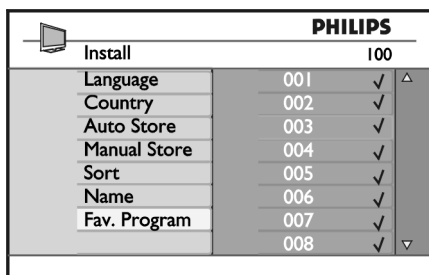 PHILIPS
Install 100
Language 001 ✓
Country 002 ✓
Auto Store 003 ✓
Manual Store 004 ✓
Sort 005 ✓
Name 006 ✓
Fav. Program 007 ✓
008 ✓